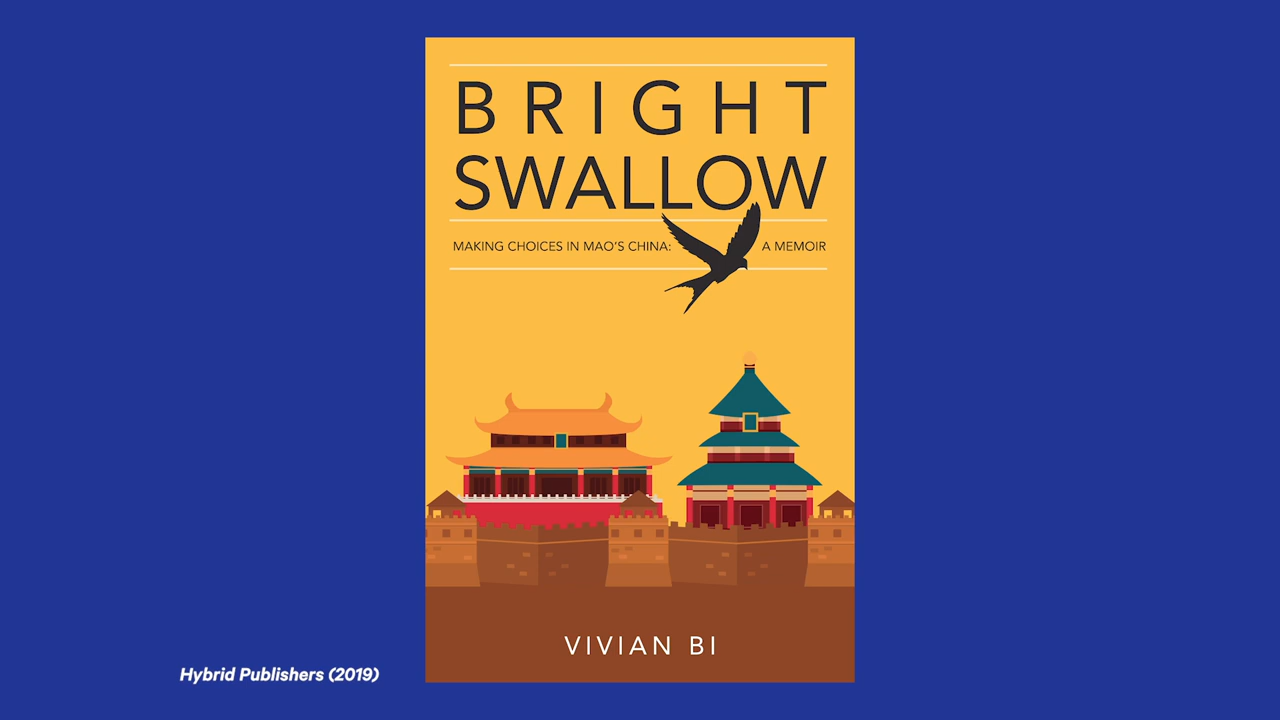 BRIGHT
SWALLOW
MAKING CHOICES IN MAO'S CHINA: A MEMOIR
VIVIAN BI
Hybrid Publishers (2019)